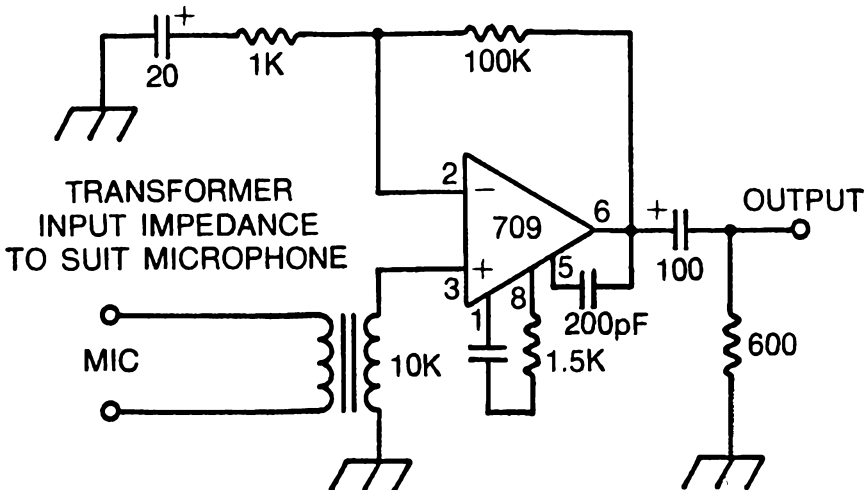 +
20
1K
100K
TRANSFORMER
INPUT IMPEDANCE
TO SUIT MICROPHONE
2
−
709
6
+
OUTPUT
+
3
5
100
8
1
200pF
MIC
10K
1.5K
600